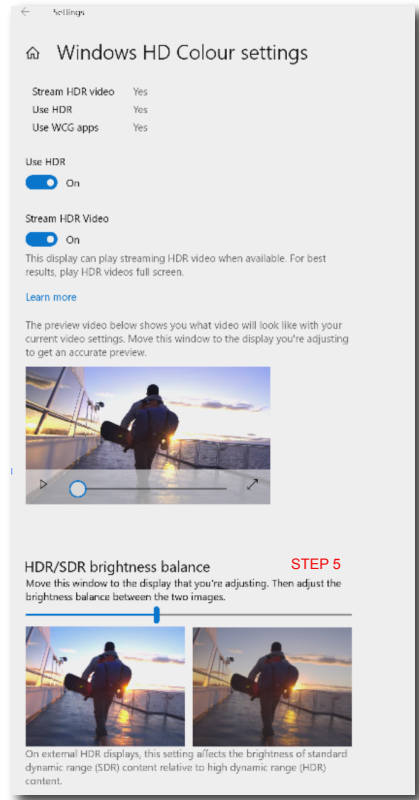 Settings
Windows HD Colour settings
Stream HDR video Yes
Use HDR Yes
Use WCG apps Yes
Use HDR
On
Stream HDR Video
On
This display can play streaming HDR video when available. For best
results, play HDR videos full screen.
Learn more
The preview video below shows you what video will look like with your
current video settings. Move this window to the display you're adjusting
to get an accurate preview.
HDR/SDR brightness balance STEP 5
Move this window to the display that you're adjusting. Then adjust the
brightness balance between the two images.
On external HDR displays, this setting affects the brightness of standard
dynamic range (SDR) content relative to high dynamic range (HDR)
content.